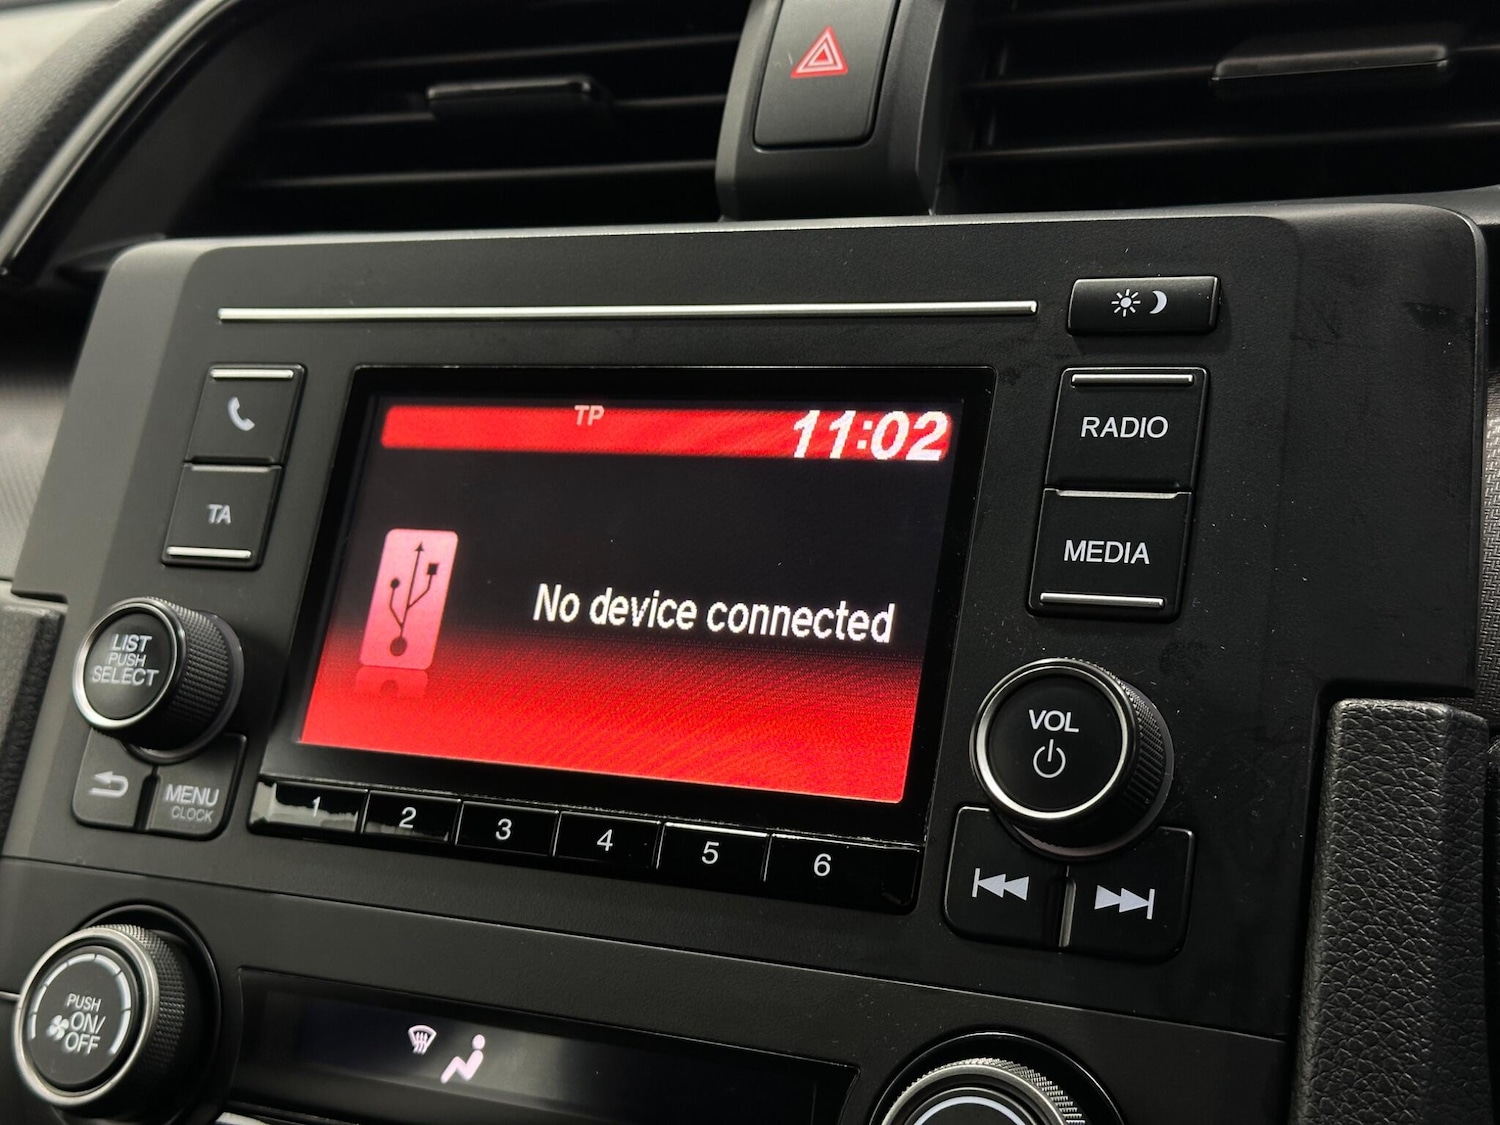 TP
11:02
No device connected
TA
LIST
PUSH
SELECT
MENU
CLOCK
RADIO
MEDIA
VOL
1
2
3
4
5
6
PUSH
ON/
OFF